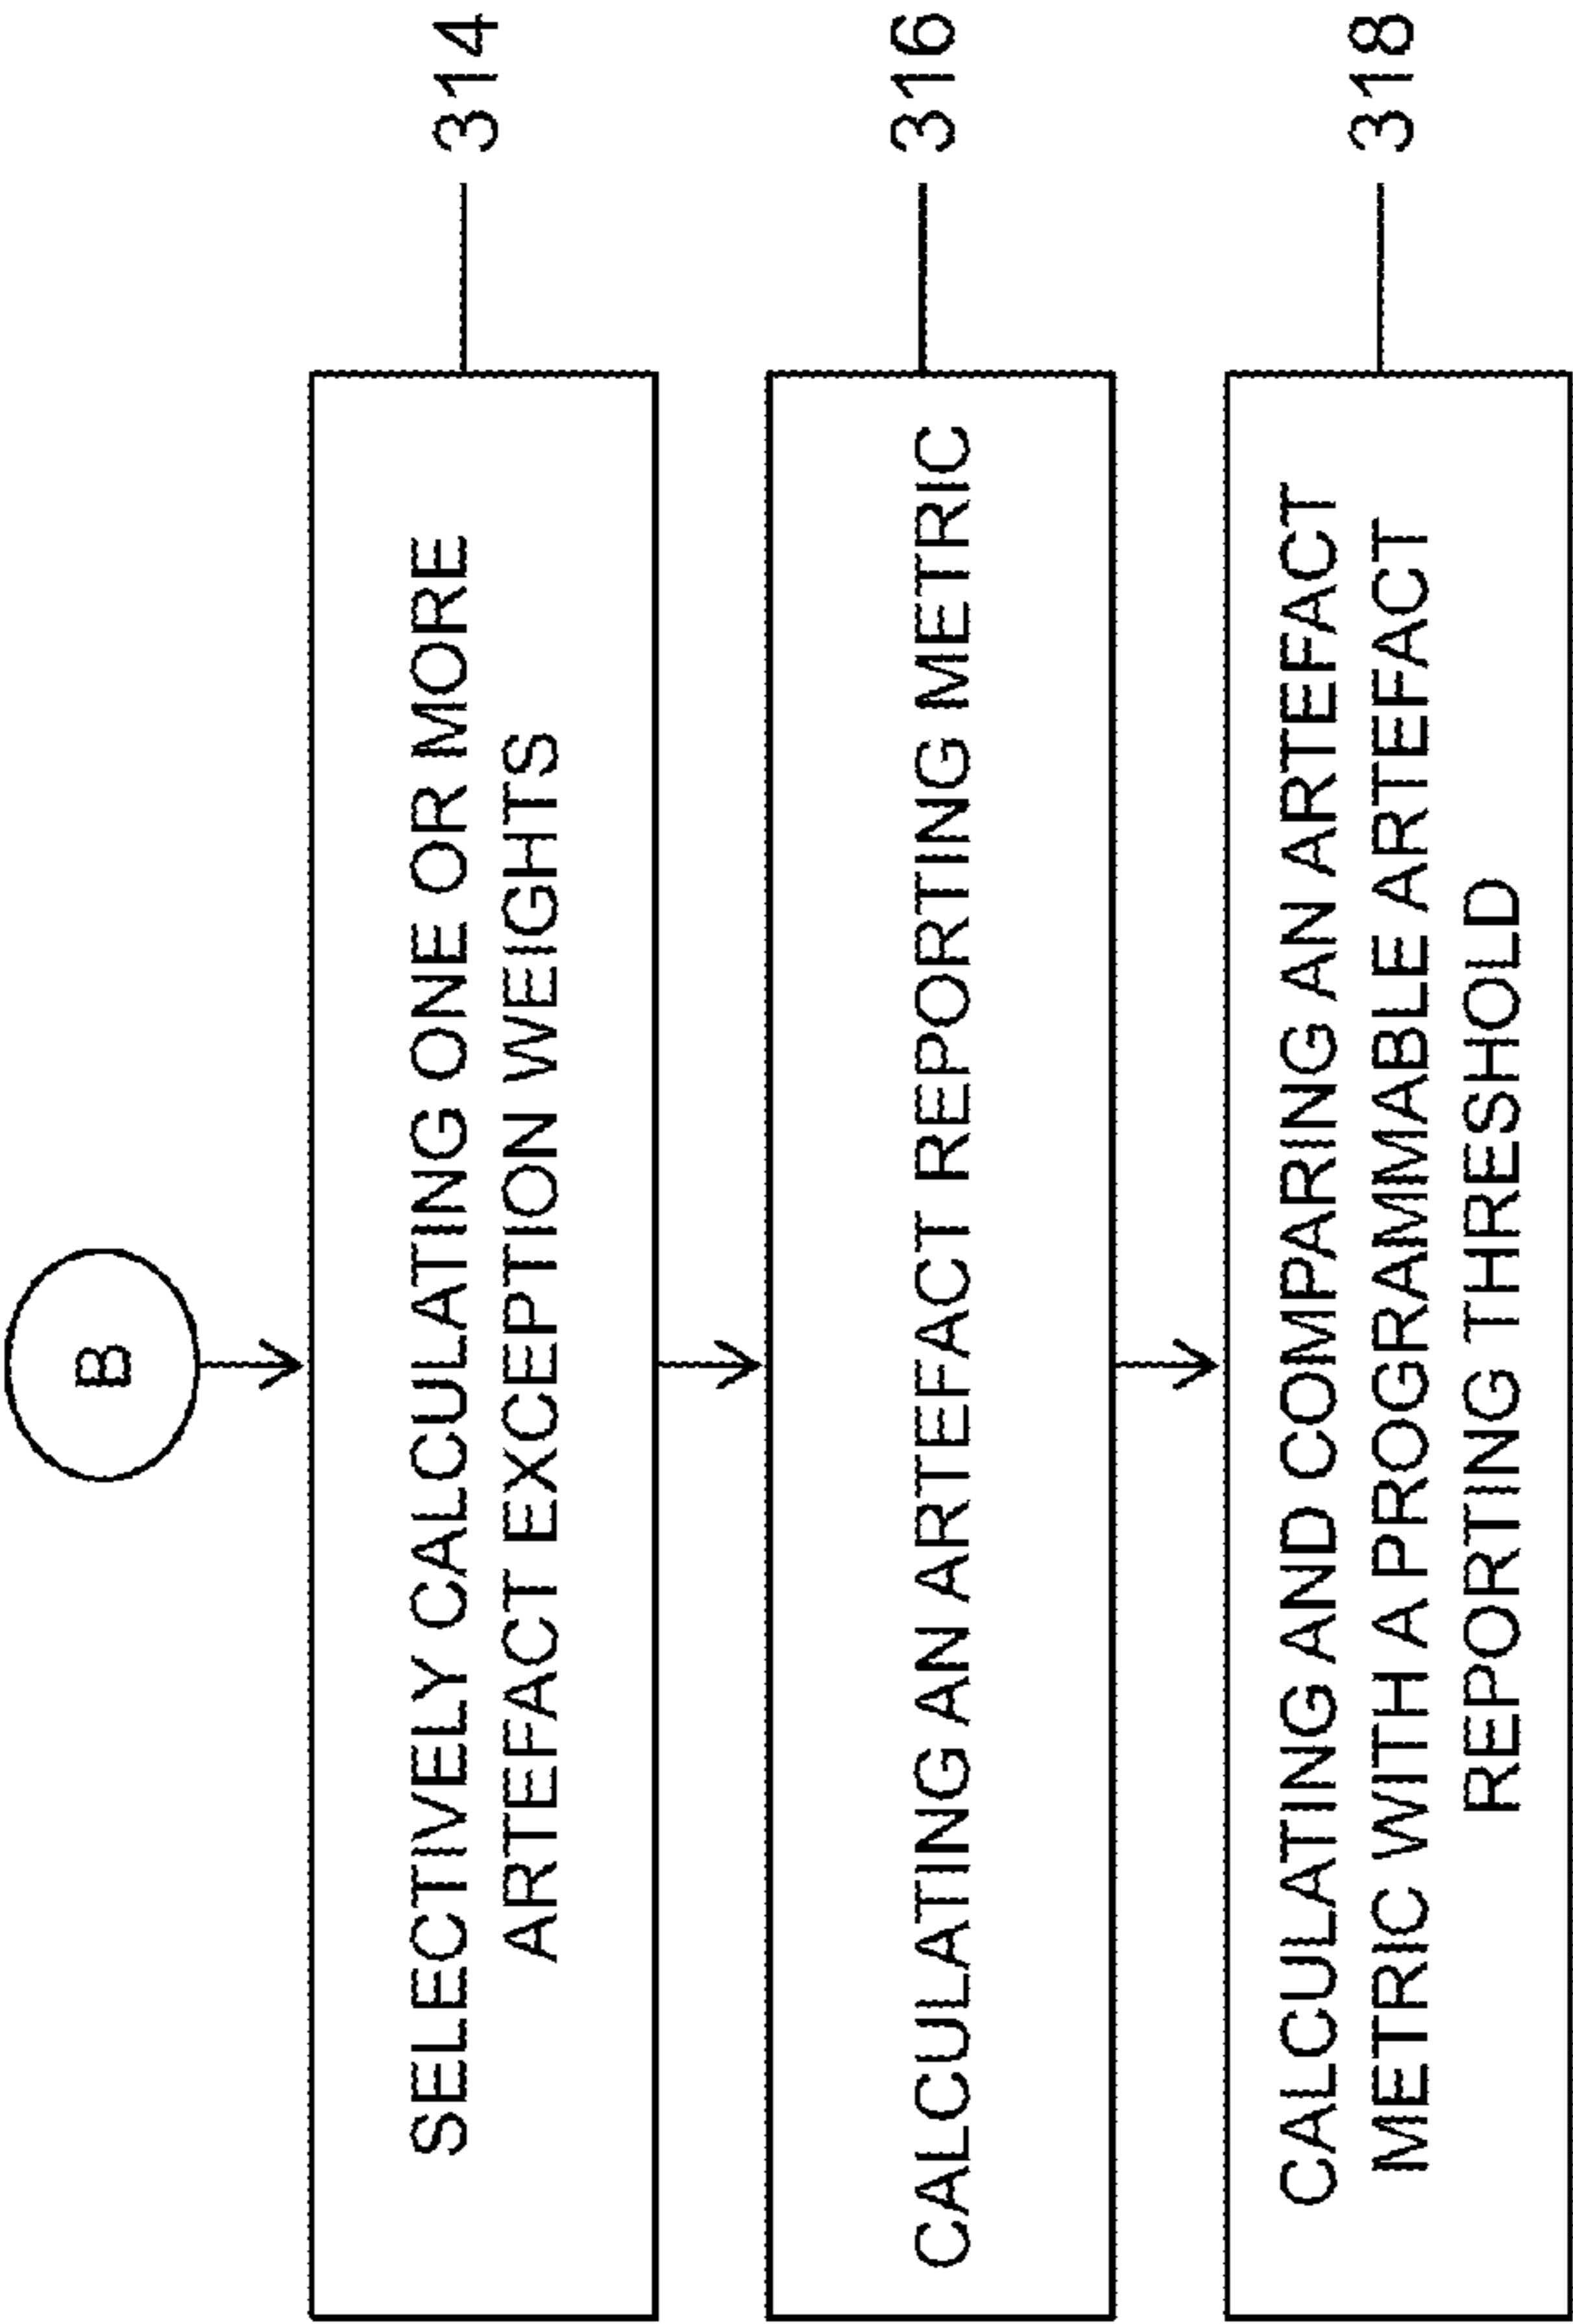 B
SELECTIVELY CALCULATING ONE OR MORE
ARTEFACT EXCEPTION WEIGHTS
314
CALCULATING AN ARTEFACT REPORTING METRIC
316
CALCULATING AND COMPARING AN ARTEFACT
METRIC WITH A PROGRAMMABLE ARTEFACT
REPORTING THRESHOLD
318